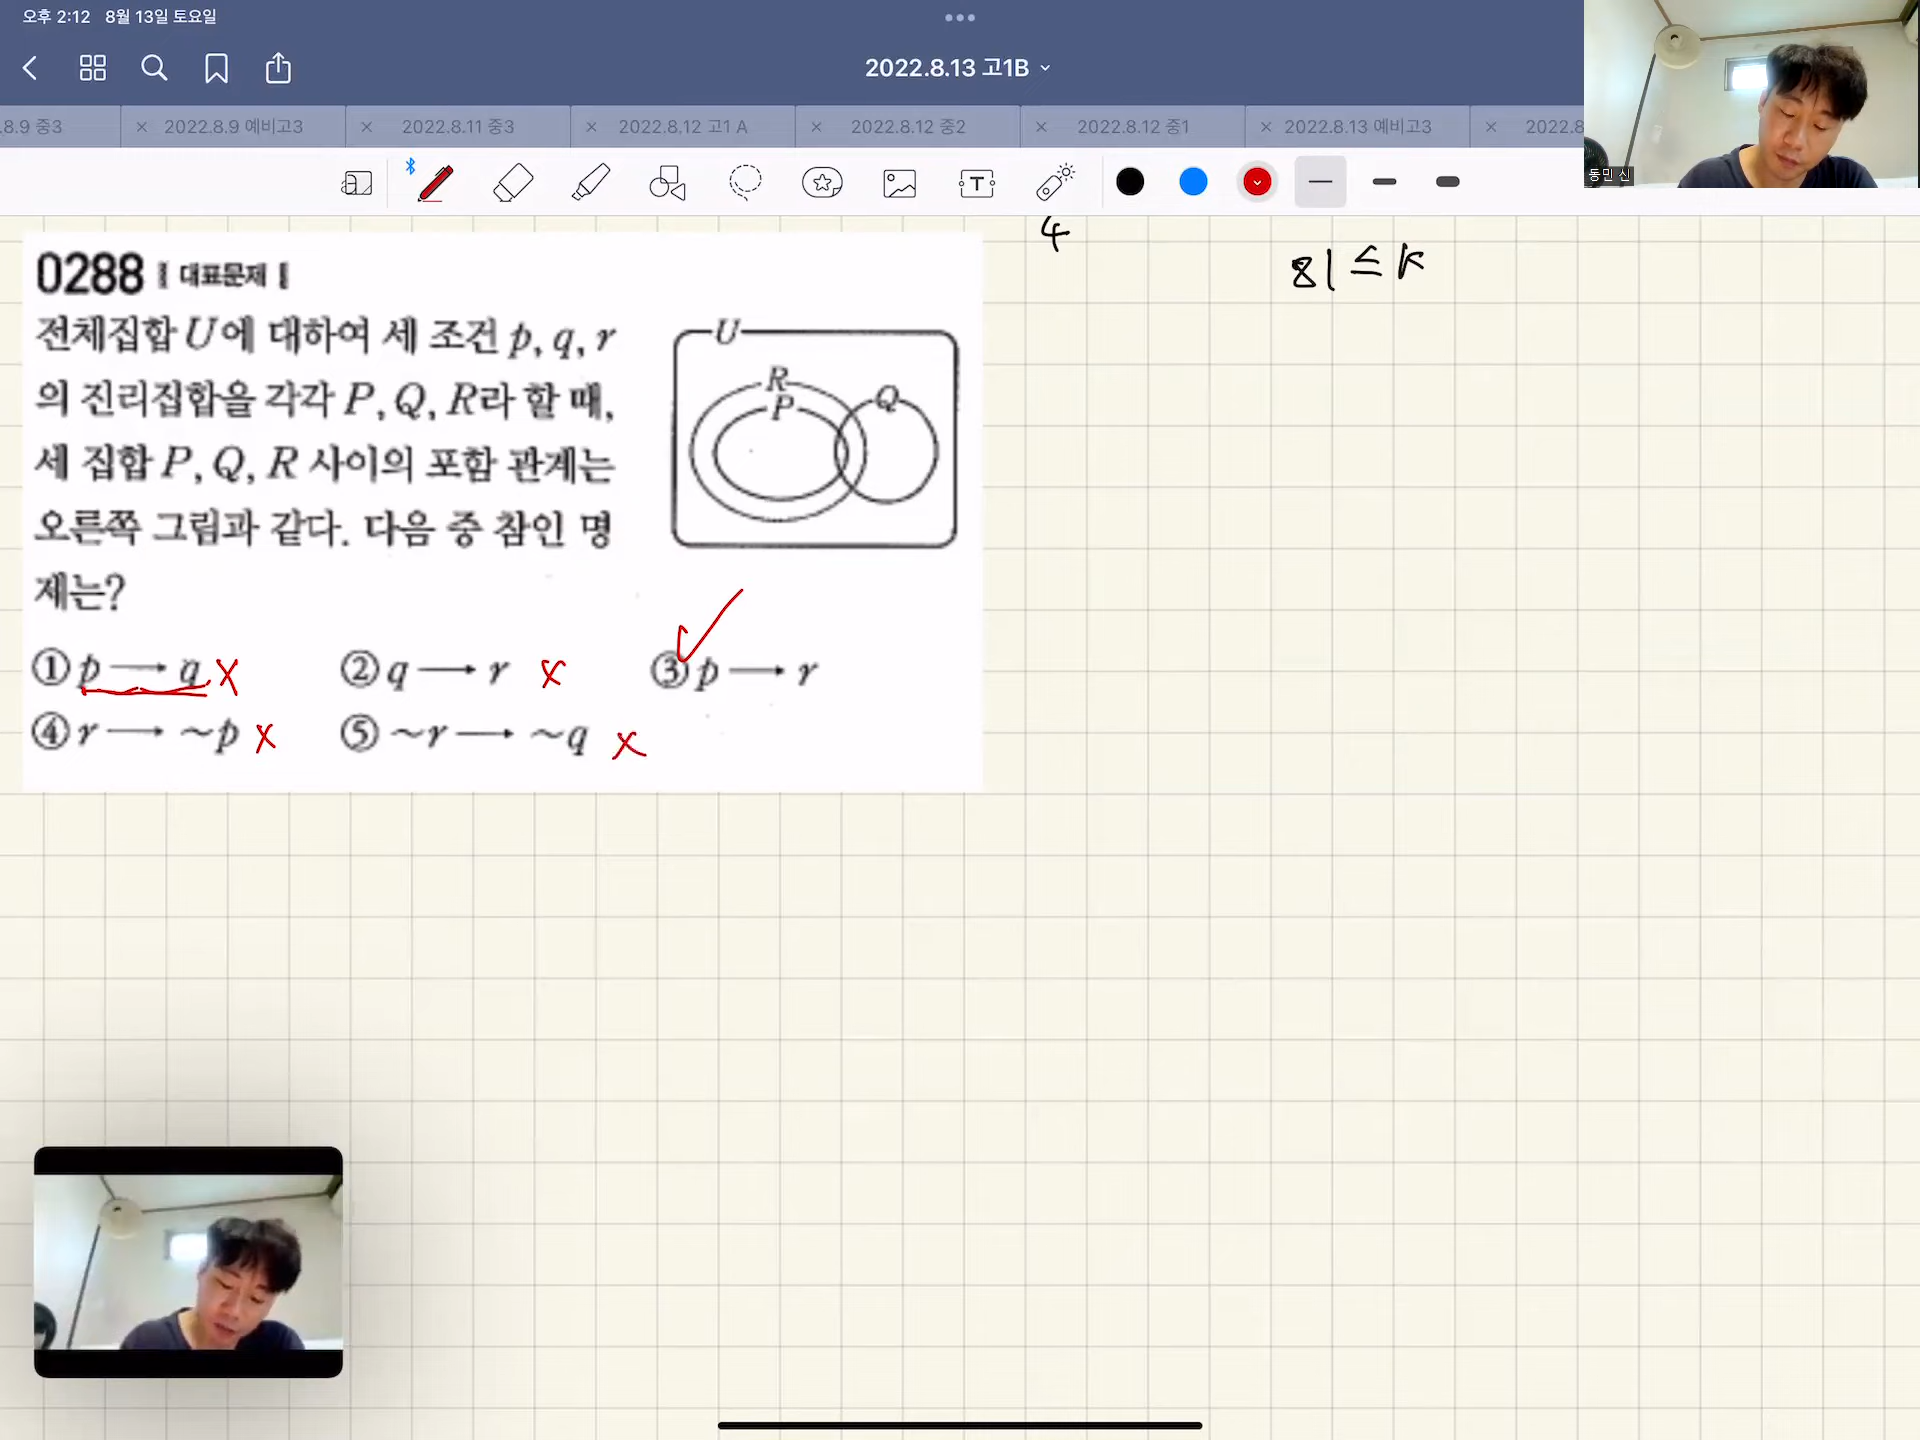 오후 2:12 8월 13일 토요일
2022.8.13 고1B
.8.9 중3
2022.8.9 예비고3
2022.8.11 중3
2022.8.12 고1 A
2022.8.12 중2
2022.8.12 중1
2022.8.13 예비고3
2022.8
동민 신
4
81 ≤ k
0288 대표문제
전체집합 U에 대하여 세 조건 p, q, r
의 진리집합을 각각 P, Q, R라 할 때,
세 집합 P, Q, R 사이의 포함 관계는
오른쪽 그림과 같다. 다음 중 참인 명
제는?
U
R
P
Q
① p → q x
② q → r x
③ p → r
④ r → ~p x
⑤ ~r → ~q x